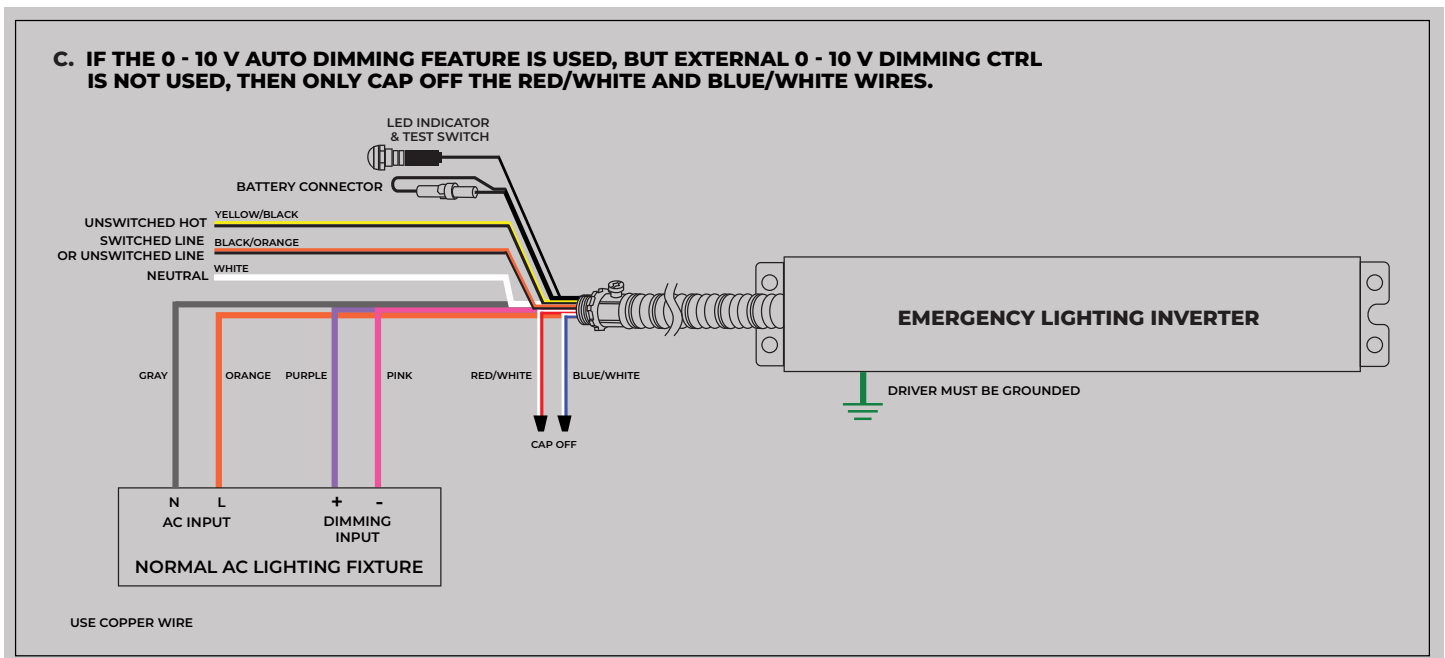 C. IF THE 0 - 10 V AUTO DIMMING FEATURE IS USED, BUT EXTERNAL 0 - 10 V DIMMING CTRL
IS NOT USED, THEN ONLY CAP OFF THE RED/WHITE AND BLUE/WHITE WIRES.
LED INDICATOR
& TEST SWITCH
BATTERY CONNECTOR
UNSWITCHED HOT
YELLOW/BLACK
SWITCHED LINE
OR UNSWITCHED LINE
BLACK/ORANGE
NEUTRAL
WHITE
EMERGENCY LIGHTING INVERTER
GRAY
ORANGE
PURPLE
PINK
RED/WHITE
BLUE/WHITE
DRIVER MUST BE GROUNDED
CAP OFF
N L
AC INPUT
+ -
DIMMING
INPUT
NORMAL AC LIGHTING FIXTURE
USE COPPER WIRE